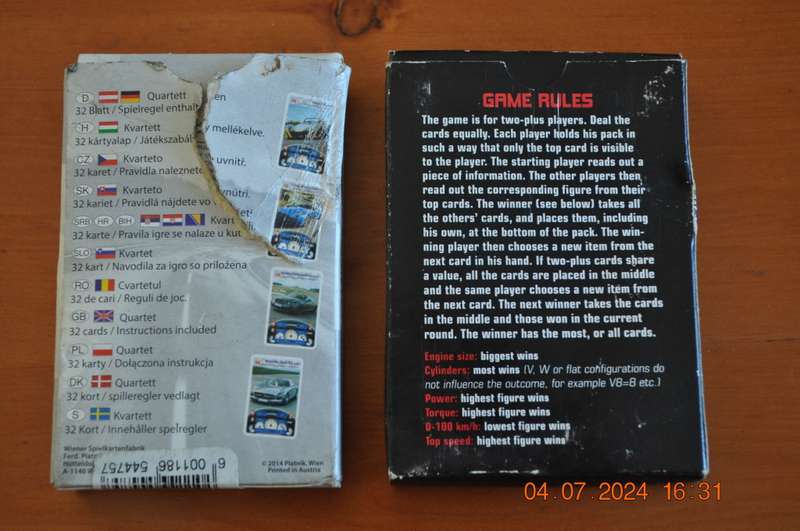 D Quartett
32 Blatt / Spielregel enthalt en
H Kvartett
32 kártyalap / Játékszabál y mellékelve.
CZ Kvarteto
32 karet / Pravidla naleznete uvnitř.
SK Kvarteto
32 kariet / Pravidlá nájdete vo vnútri.
SRB HR BIH Kvart et
32 karte / Pravila igre se nalaze u kut
SLO Kvartet
32 kart / Navodila za igro so priložena
RO Cvartetul
32 de cari / Reguli de joc.
GB Quartet
32 cards / Instructions included
PL Quartet
32 karty / Dołączona instrukcja
DK Quartett
32 kort / spilleregler vedlagt
S Kvartett
32 Kort / Innehåller spelregler
Wiener Spielkartenfabrik
Ferd. Piatn
Hütteldo
A-1140 W
6 001186 544757
© 2014 Piatnik, Wien
Printed in Austria
GAME RULES
The game is for two-plus players. Deal the
cards equally. Each player holds his pack in
such a way that only the top card is visible
to the player. The starting player reads out a
piece of information. The other players then
read out the corresponding figure from their
top cards. The winner (see below) takes all
the others' cards, and places them, including
his own, at the bottom of the pack. The win-
ning player then chooses a new item from the
next card in his hand. If two-plus cards share
a value, all the cards are placed in the middle
and the same player chooses a new item from
the next card. The next winner takes the cards
in the middle and those won in the current
round. The winner has the most, or all cards.
Engine size: biggest wins
Cylinders: most wins (V, W or flat configurations do
not influence the outcome, for example V8=8 etc.)
Power: highest figure wins
Torque: highest figure wins
0-100 km/h: lowest figure wins
Top speed: highest figure wins
04.07.2024 16:31